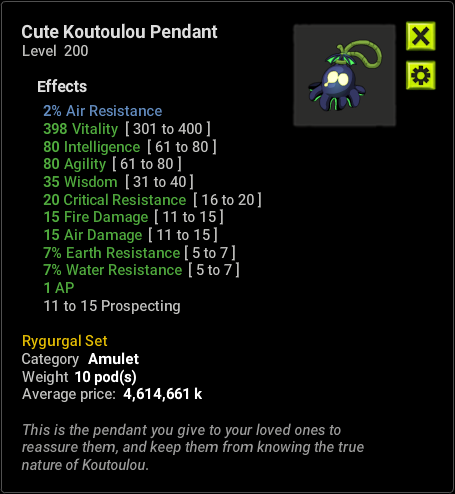 Cute Koutoulou Pendant
Level 200
Effects
2% Air Resistance
398 Vitality [ 301 to 400 ]
80 Intelligence [ 61 to 80 ]
80 Agility [ 61 to 80 ]
35 Wisdom [ 31 to 40 ]
20 Critical Resistance [ 16 to 20 ]
15 Fire Damage [ 11 to 15 ]
15 Air Damage [ 11 to 15 ]
7% Earth Resistance [ 5 to 7 ]
7% Water Resistance [ 5 to 7 ]
1 AP
11 to 15 Prospecting
Rygurgal Set
Category Amulet
Weight 10 pod(s)
Average price: 4,614,661 k
This is the pendant you give to your loved ones to
reassure them, and keep them from knowing the true
nature of Koutoulou.